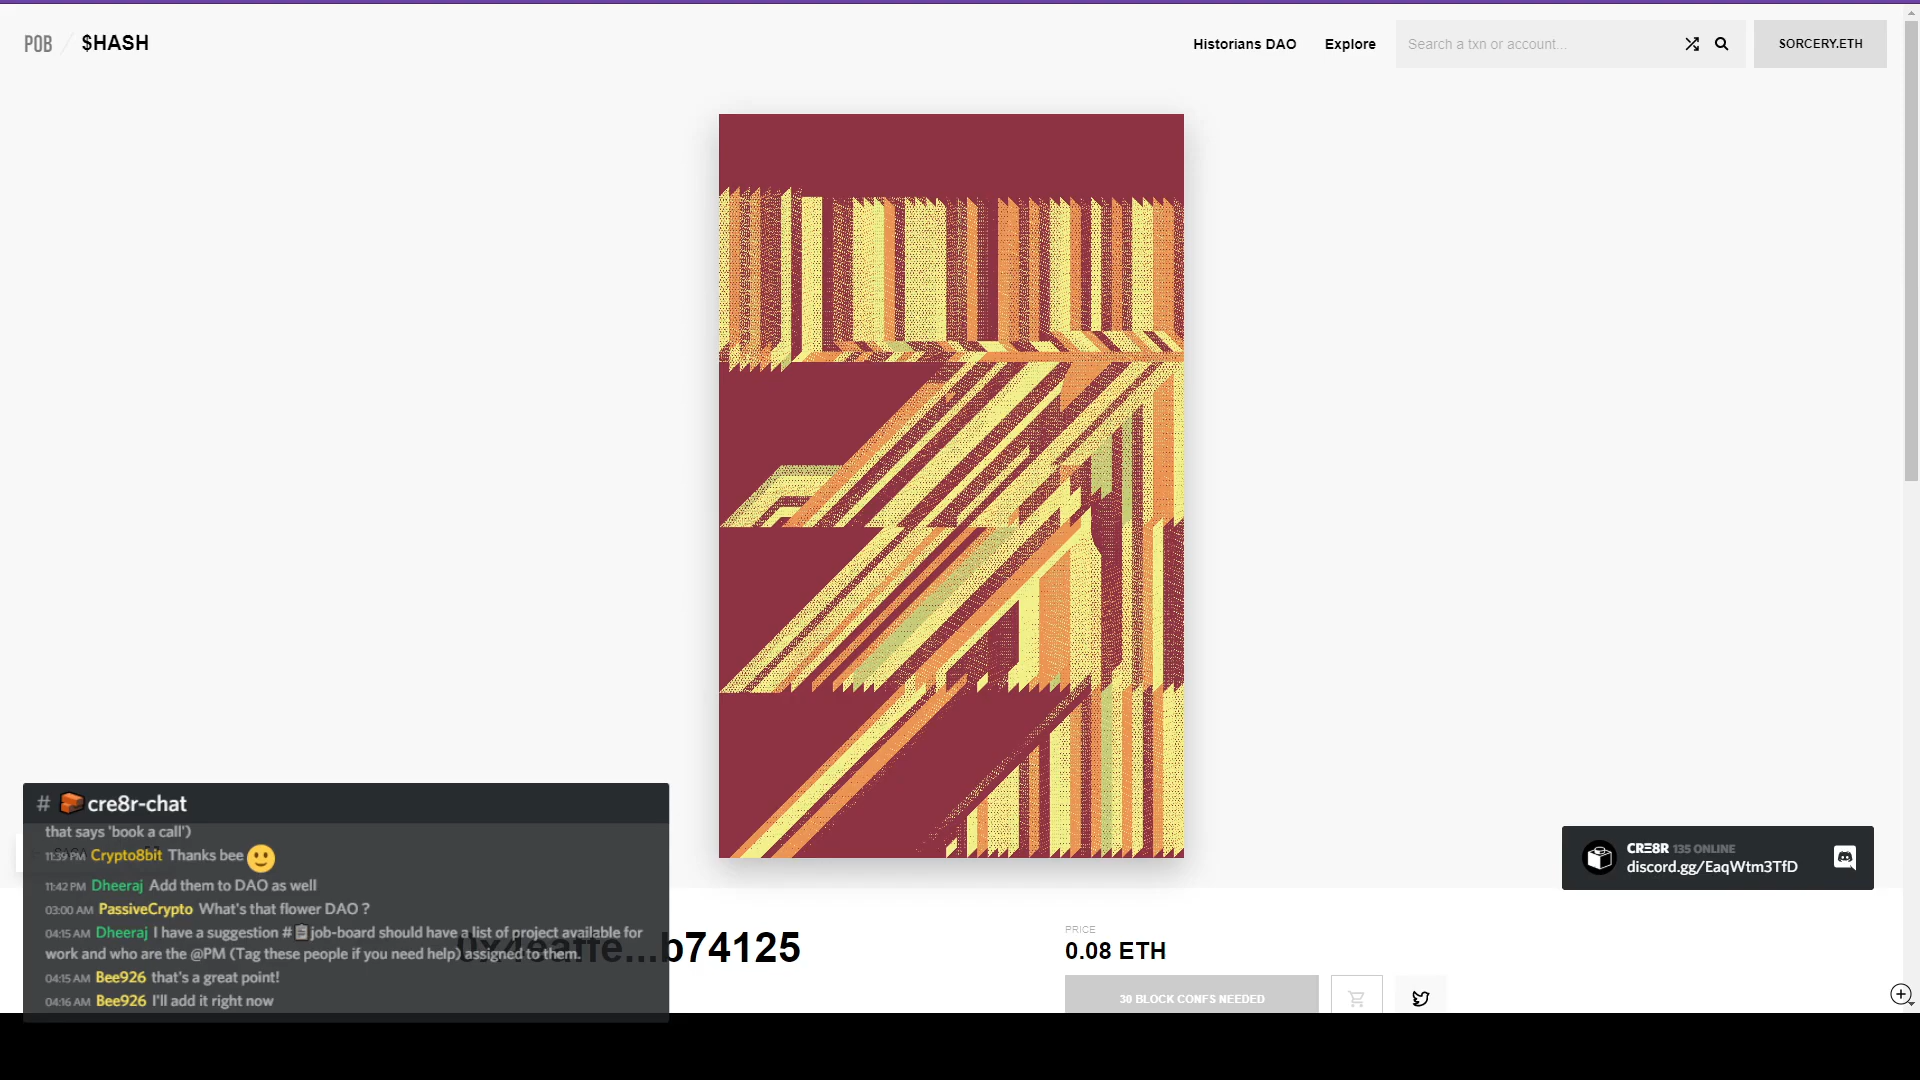 POB / $HASH
Historians DAO
Explore
Search a txn or account...
SORCERY.ETH
# cre8r-chat
that says 'book a call')
11:39 PM Crypto8bit Thanks bee
11:42 PM Dheeraj Add them to DAO as well
03:00 AM PassiveCrypto What's that flower DAO ?
04:15 AM Dheeraj I have a suggestion # job-board should have a list of project available for
work and who are the @PM (Tag these people if you need help) assigned to them.
04:15 AM Bee926 that's a great point!
04:16 AM Bee926 I'll add it right now
CRE8R 135 ONLINE
discord.gg/EaqWtm3TfD
0x4eaffe...b74125
PRICE
0.08 ETH
30 BLOCK CONFS NEEDED